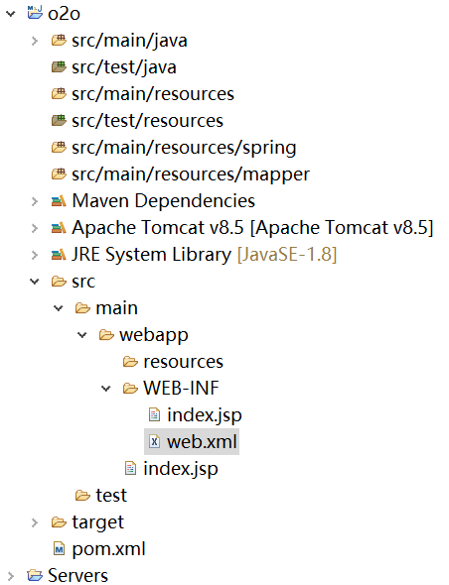 o2o
src/main/java
src/test/java
src/main/resources
src/test/resources
src/main/resources/spring
src/main/resources/mapper
Maven Dependencies
Apache Tomcat v8.5 [Apache Tomcat v8.5]
JRE System Library [JavaSE-1.8]
src
main
webapp
resources
WEB-INF
index.jsp
web.xml
index.jsp
test
target
pom.xml
Servers